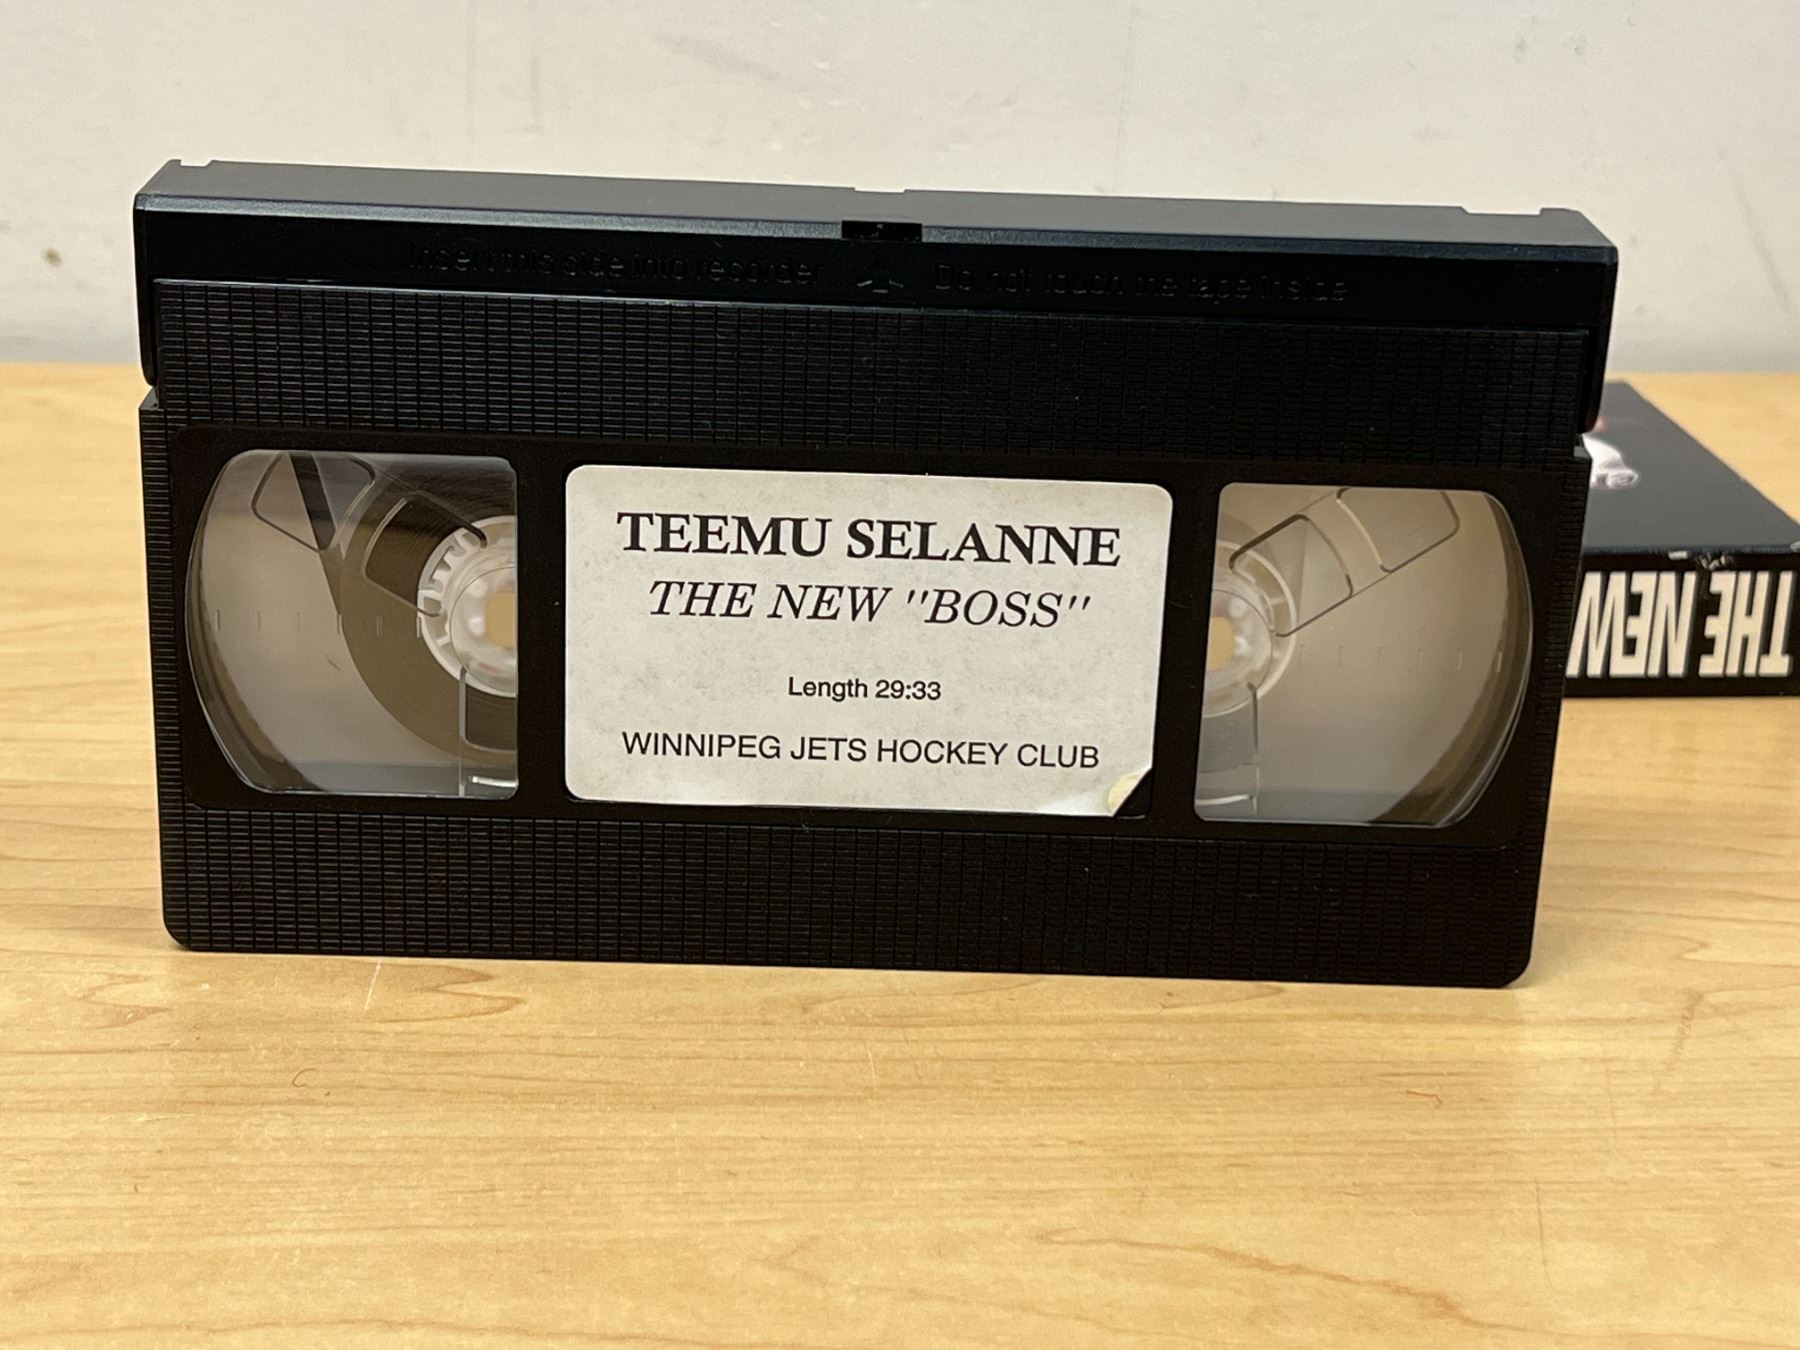 Insert this side into recorder Do not touch the tape inside
TEEMU SELANNE
THE NEW "BOSS"
Length 29:33
WINNIPEG JETS HOCKEY CLUB
THE NEW